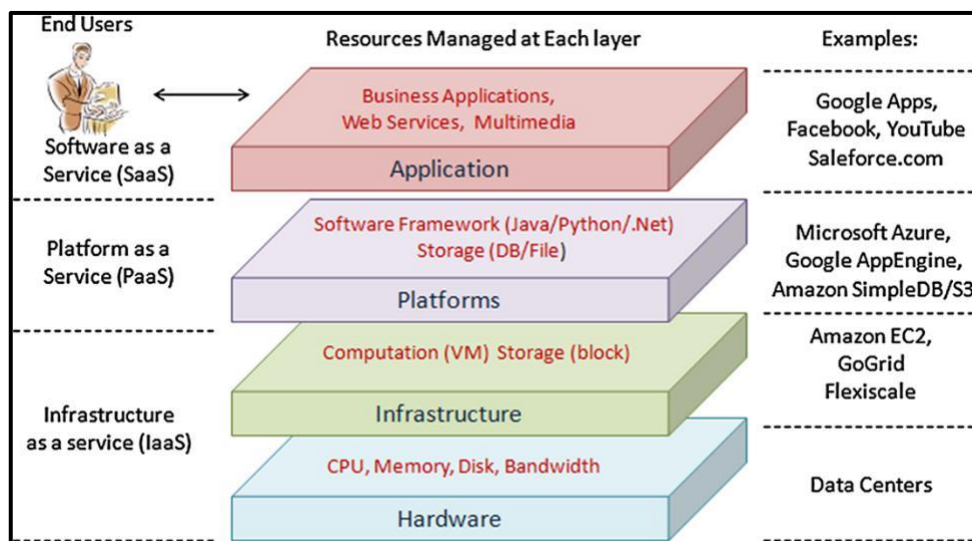 End Users
Resources Managed at Each layer
Examples:
Business Applications,
Web Services, Multimedia
Application
Software as a
Service (SaaS)
Google Apps,
Facebook, YouTube
Saleforce.com
Software Framework (Java/Python/.Net)
Storage (DB/File)
Platforms
Platform as a
Service (PaaS)
Microsoft Azure,
Google AppEngine,
Amazon SimpleDB/S3
Computation (VM) Storage (block)
Infrastructure
Amazon EC2,
GoGrid
Flexiscale
Infrastructure
as a service (IaaS)
CPU, Memory, Disk, Bandwidth
Hardware
Data Centers